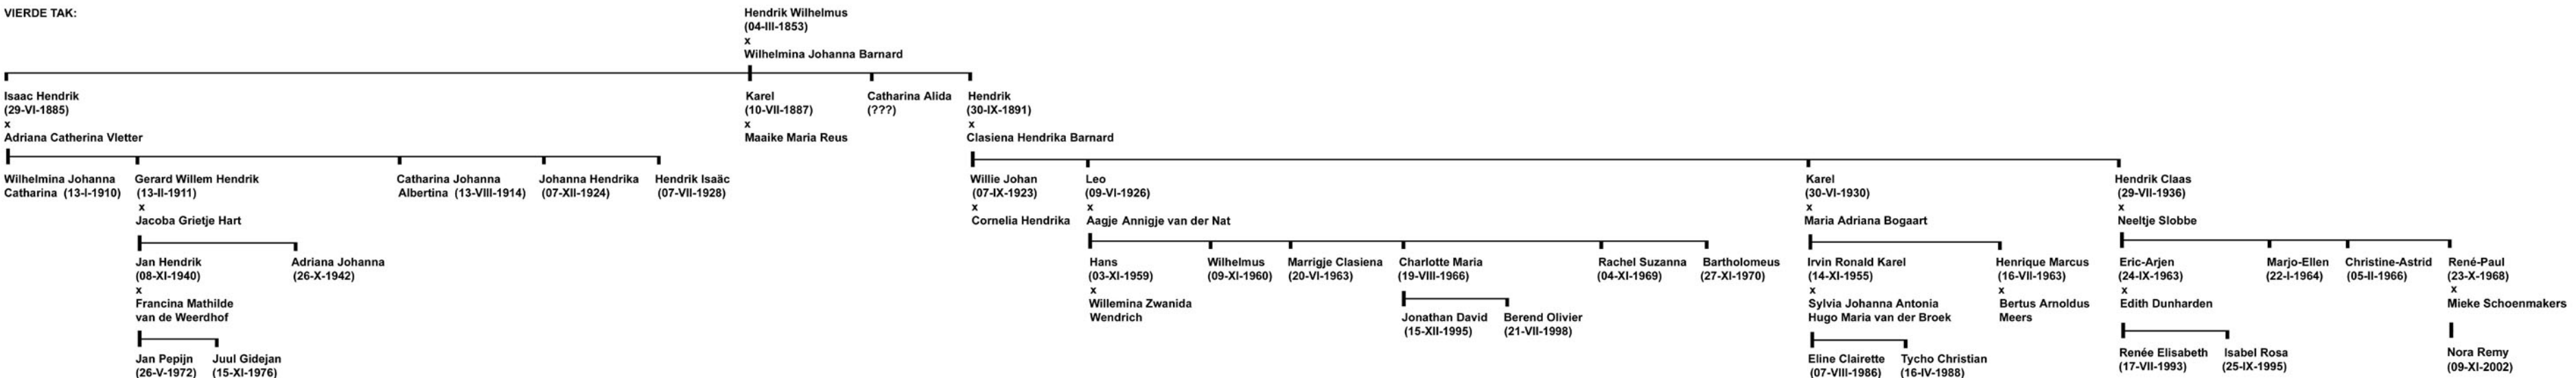 VIERDE TAK:
Hendrik Wilhelmus
(04-III-1853)
x
Wilhelmina Johanna Barnard
Isaac Hendrik
(29-VI-1885)
x
Adriana Catherina Vletter
Karel
(10-VII-1887)
x
Maaike Maria Reus
Catharina Alida
(???)
Hendrik
(30-IX-1891)
x
Clasiena Hendrika Barnard
Wilhelmina Johanna
Catharina (13-I-1910)
Gerard Willem Hendrik
(13-II-1911)
x
Jacoba Grietje Hart
Catharina Johanna
Albertina (13-VIII-1914)
Johanna Hendrika
(07-XII-1924)
Hendrik Isaäc
(07-VII-1928)
Willie Johan
(07-IX-1923)
x
Cornelia Hendrika
Leo
(09-VI-1926)
x
Aagje Annigje van der Nat
Karel
(30-VI-1930)
x
Maria Adriana Bogaart
Hendrik Claas
(29-VII-1936)
x
Neeltje Slobbe
Jan Hendrik
(08-XI-1940)
x
Francina Mathilde
van de Weerdhof
Adriana Johanna
(26-X-1942)
Hans
(03-XI-1959)
x
Willemina Zwanida
Wendrich
Wilhelmus
(09-XI-1960)
Marrigje Clasiena
(20-VI-1963)
Charlotte Maria
(19-VIII-1966)
Rachel Suzanna
(04-XI-1969)
Bartholomeus
(27-XI-1970)
Irvin Ronald Karel
(14-XI-1955)
x
Sylvia Johanna Antonia
Hugo Maria van der Broek
Henrique Marcus
(16-VII-1963)
x
Bertus Arnoldus
Meers
Eric-Arjen
(24-IX-1963)
x
Edith Dunharden
Marjo-Ellen
(22-I-1964)
Christine-Astrid
(05-II-1966)
René-Paul
(23-X-1968)
x
Mieke Schoenmakers
Jan Pepijn
(26-V-1972)
Juul Gidejan
(15-XI-1976)
Jonathan David
(15-XII-1995)
Berend Olivier
(21-VII-1998)
Eline Clairette
(07-VIII-1986)
Tycho Christian
(16-IV-1988)
Renée Elisabeth
(17-VII-1993)
Isabel Rosa
(25-IX-1995)
Nora Remy
(09-XI-2002)